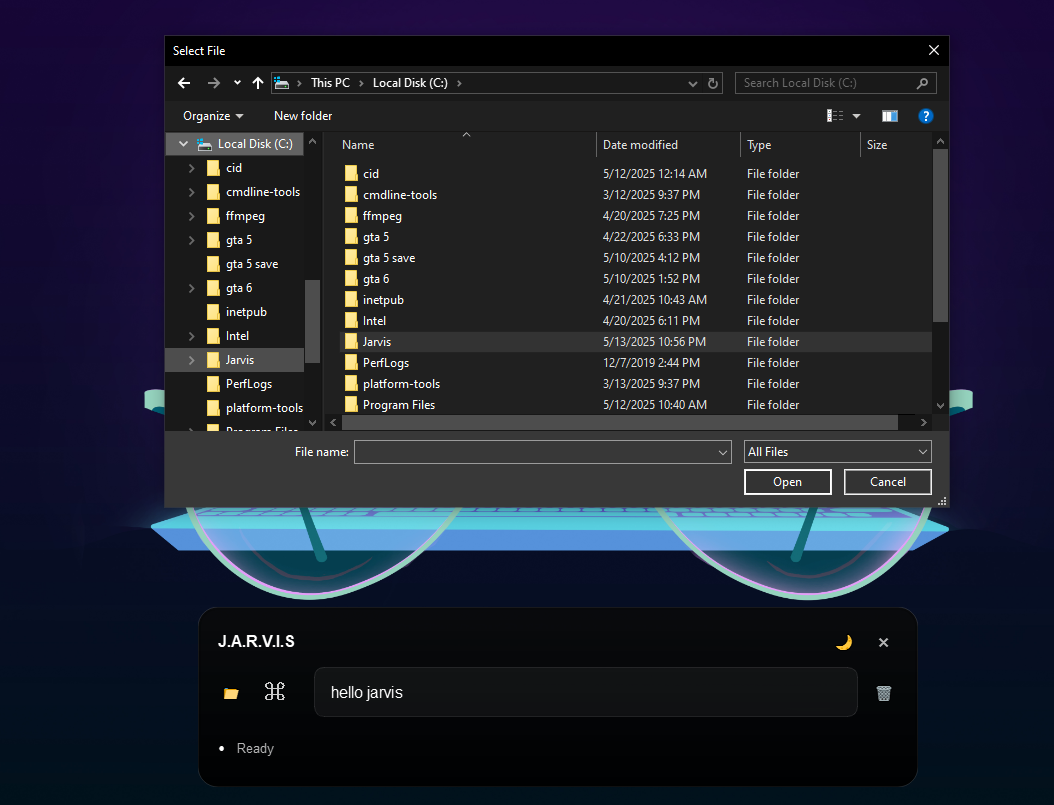 Select File
This PC Local Disk (C:) Search Local Disk (C:)
Organize New folder
Local Disk (C:)
cid
cmdline-tools
ffmpeg
gta 5
gta 5 save
gta 6
inetpub
Intel
Jarvis
PerfLogs
platform-tools
Program Files
Name Date modified Type Size
cid 5/12/2025 12:14 AM File folder
cmdline-tools 3/12/2025 9:37 PM File folder
ffmpeg 4/20/2025 7:25 PM File folder
gta 5 4/22/2025 6:33 PM File folder
gta 5 save 5/10/2025 4:12 PM File folder
gta 6 5/10/2025 1:52 PM File folder
inetpub 4/21/2025 10:43 AM File folder
Intel 4/20/2025 6:11 PM File folder
Jarvis 5/13/2025 10:56 PM File folder
PerfLogs 12/7/2019 2:44 PM File folder
platform-tools 3/13/2025 9:37 PM File folder
Program Files 5/12/2025 10:40 AM File folder
File name: All Files
Open Cancel
J.A.R.V.I.S
hello jarvis
Ready